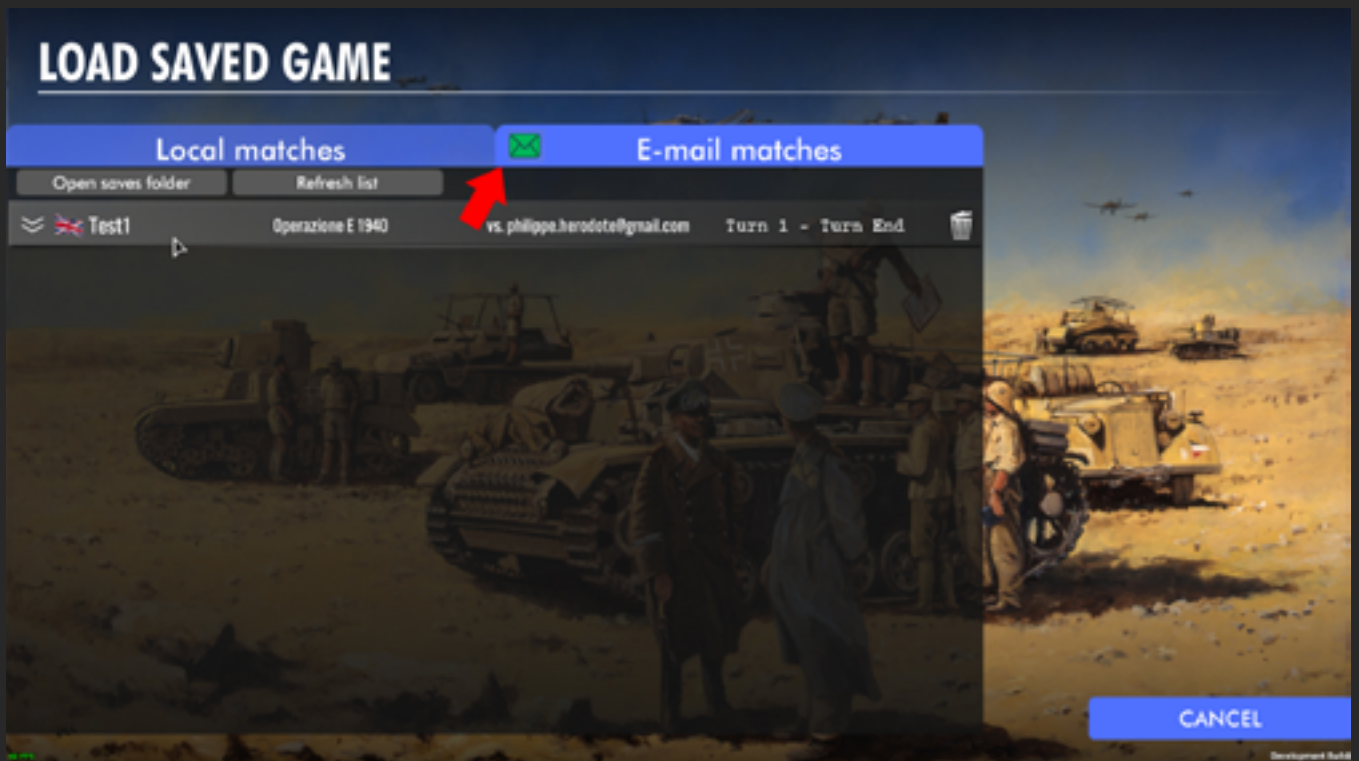 LOAD SAVED GAME
Local matches
E-mail matches
Open saves folder
Refresh list
Test1 Operazione E 1940 vs. philippe.herodote@gmail.com Turn 1 - Turn End
CANCEL
Development Build